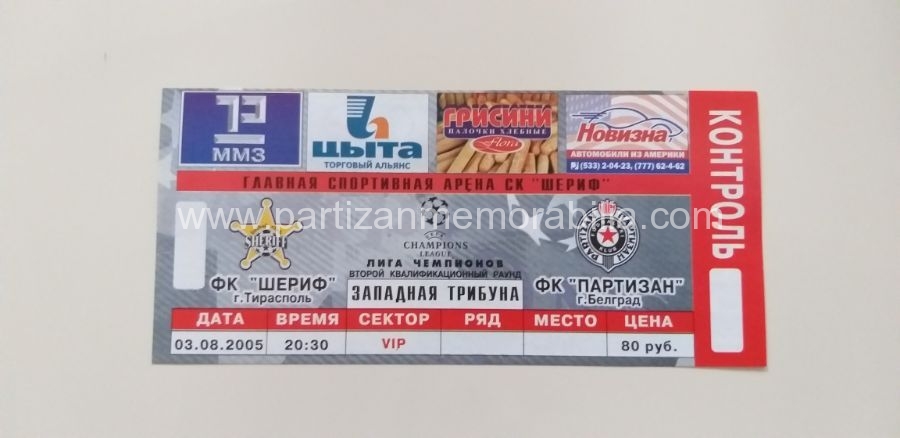 ММЗ
ЦЫТА
ТОРГОВЫЙ АЛЬЯНС
ГРИСИНИ
ПАЛОЧКИ ХЛЕБНЫЕ
Flora
Новизна
АВТОМОБИЛИ ИЗ АМЕРИКИ
(533) 2-04-23, (777) 62-4-62
ГЛАВНАЯ СПОРТИВНАЯ АРЕНА СК "ШЕРИФ"
www.partizanmemorabilia.com
SHERIFF
ФК "ШЕРИФ"
г.Тирасполь
CHAMPIONS
LEAGUE
ЛИГА ЧЕМПИОНОВ
ВТОРОЙ КВАЛИФИКАЦИОННЫЙ РАУНД
ЗАПАДНАЯ ТРИБУНА
PARTIZAN ПАРТИЗАН
ФК "ПАРТИЗАН"
г.Белград
ДАТА ВРЕМЯ СЕКТОР РЯД МЕСТО ЦЕНА
03.08.2005 20:30 VIP 80 руб.
КОНТРОЛЬ